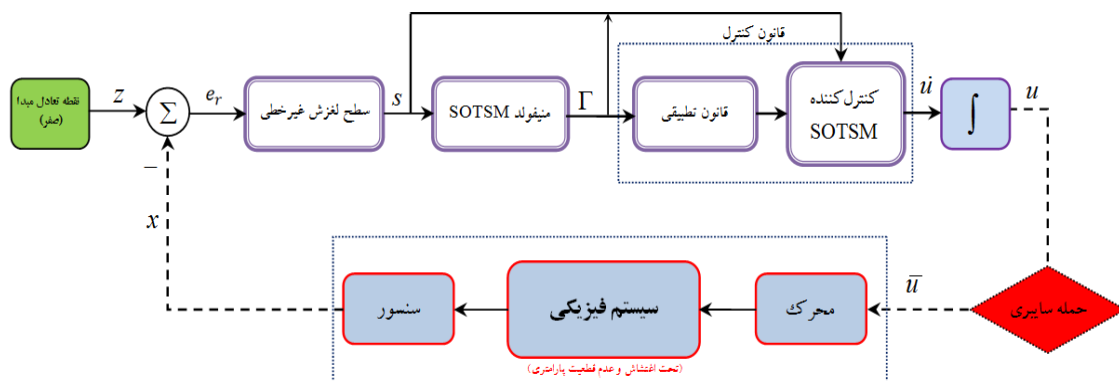 قانون کنترل
نقطه تعادل مبدا
(صفر)
z
∑
−
e_r
سطح لغزش غیرخطی
s
منیفولد SOTSM
Γ
قانون تطبیقی
کنترل‌کننده
SOTSM
u̇
∫
u
x
سنسور
سیستم فیزیکی
(تحت اغتشاش و عدم قطعیت پارامتری)
محرک
ū
حمله سایبری